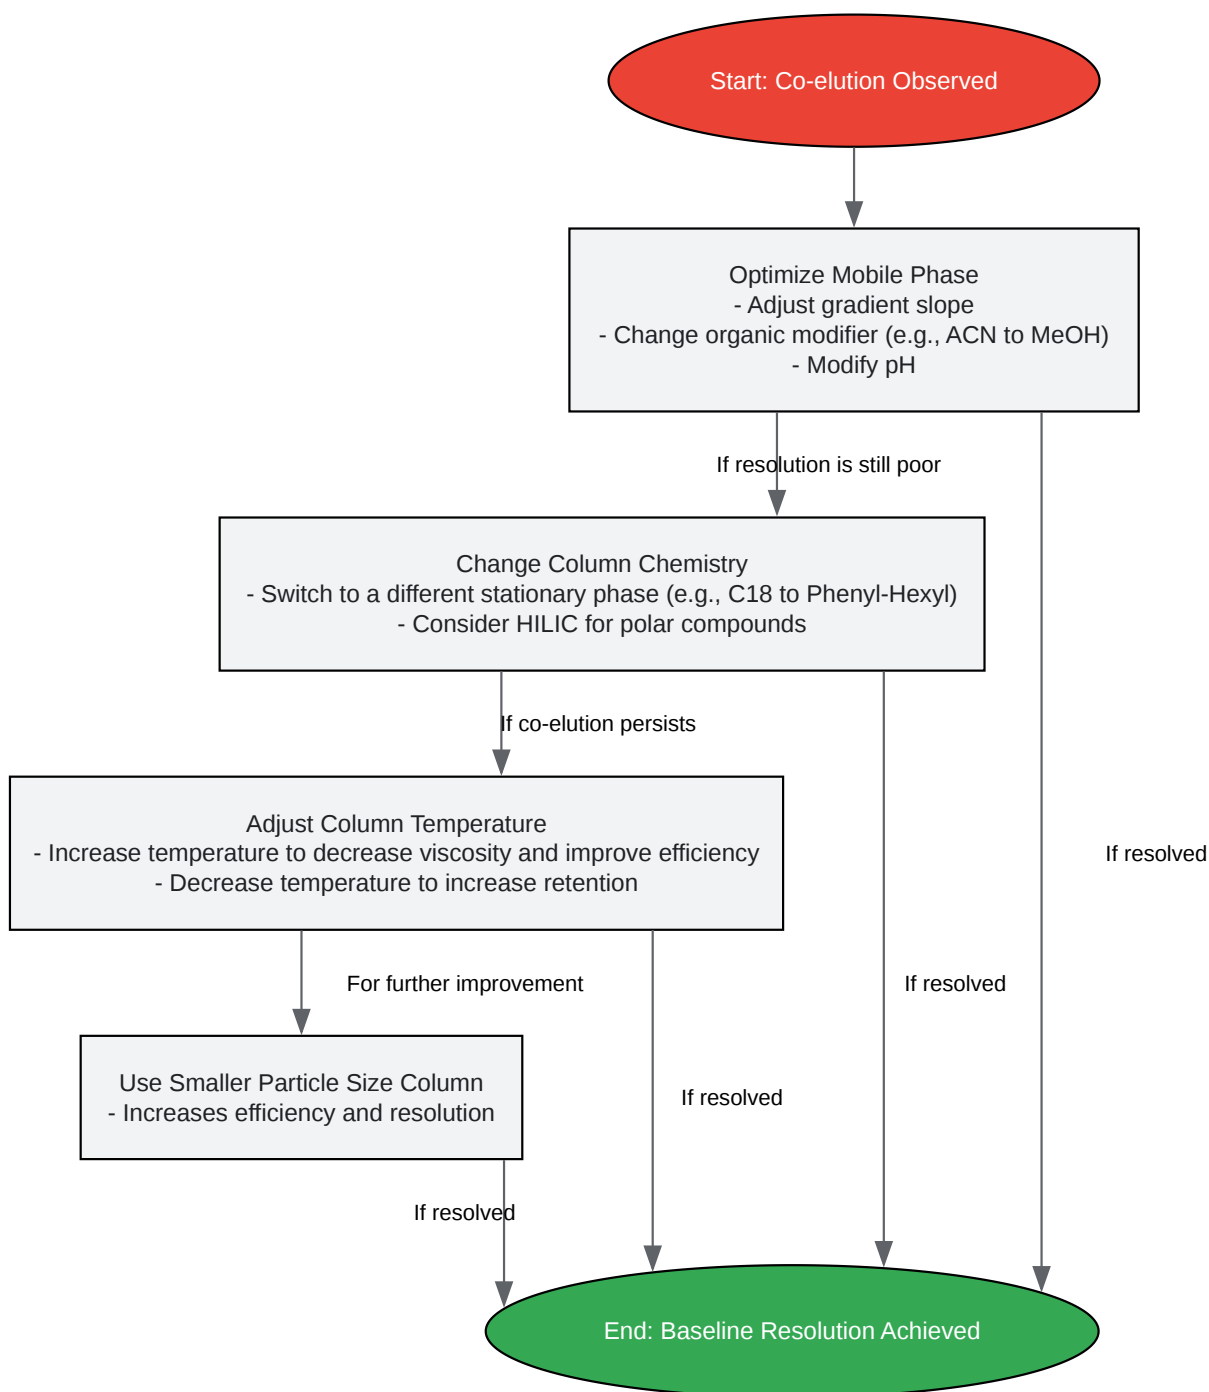 Start: Co-elution Observed
Optimize Mobile Phase
- Adjust gradient slope
- Change organic modifier (e.g., ACN to MeOH)
- Modify pH
If resolution is still poor
Change Column Chemistry
- Switch to a different stationary phase (e.g., C18 to Phenyl-Hexyl)
- Consider HILIC for polar compounds
If co-elution persists
Adjust Column Temperature
- Increase temperature to decrease viscosity and improve efficiency
- Decrease temperature to increase retention
If resolved
For further improvement
If resolved
Use Smaller Particle Size Column
- Increases efficiency and resolution
If resolved
If resolved
End: Baseline Resolution Achieved